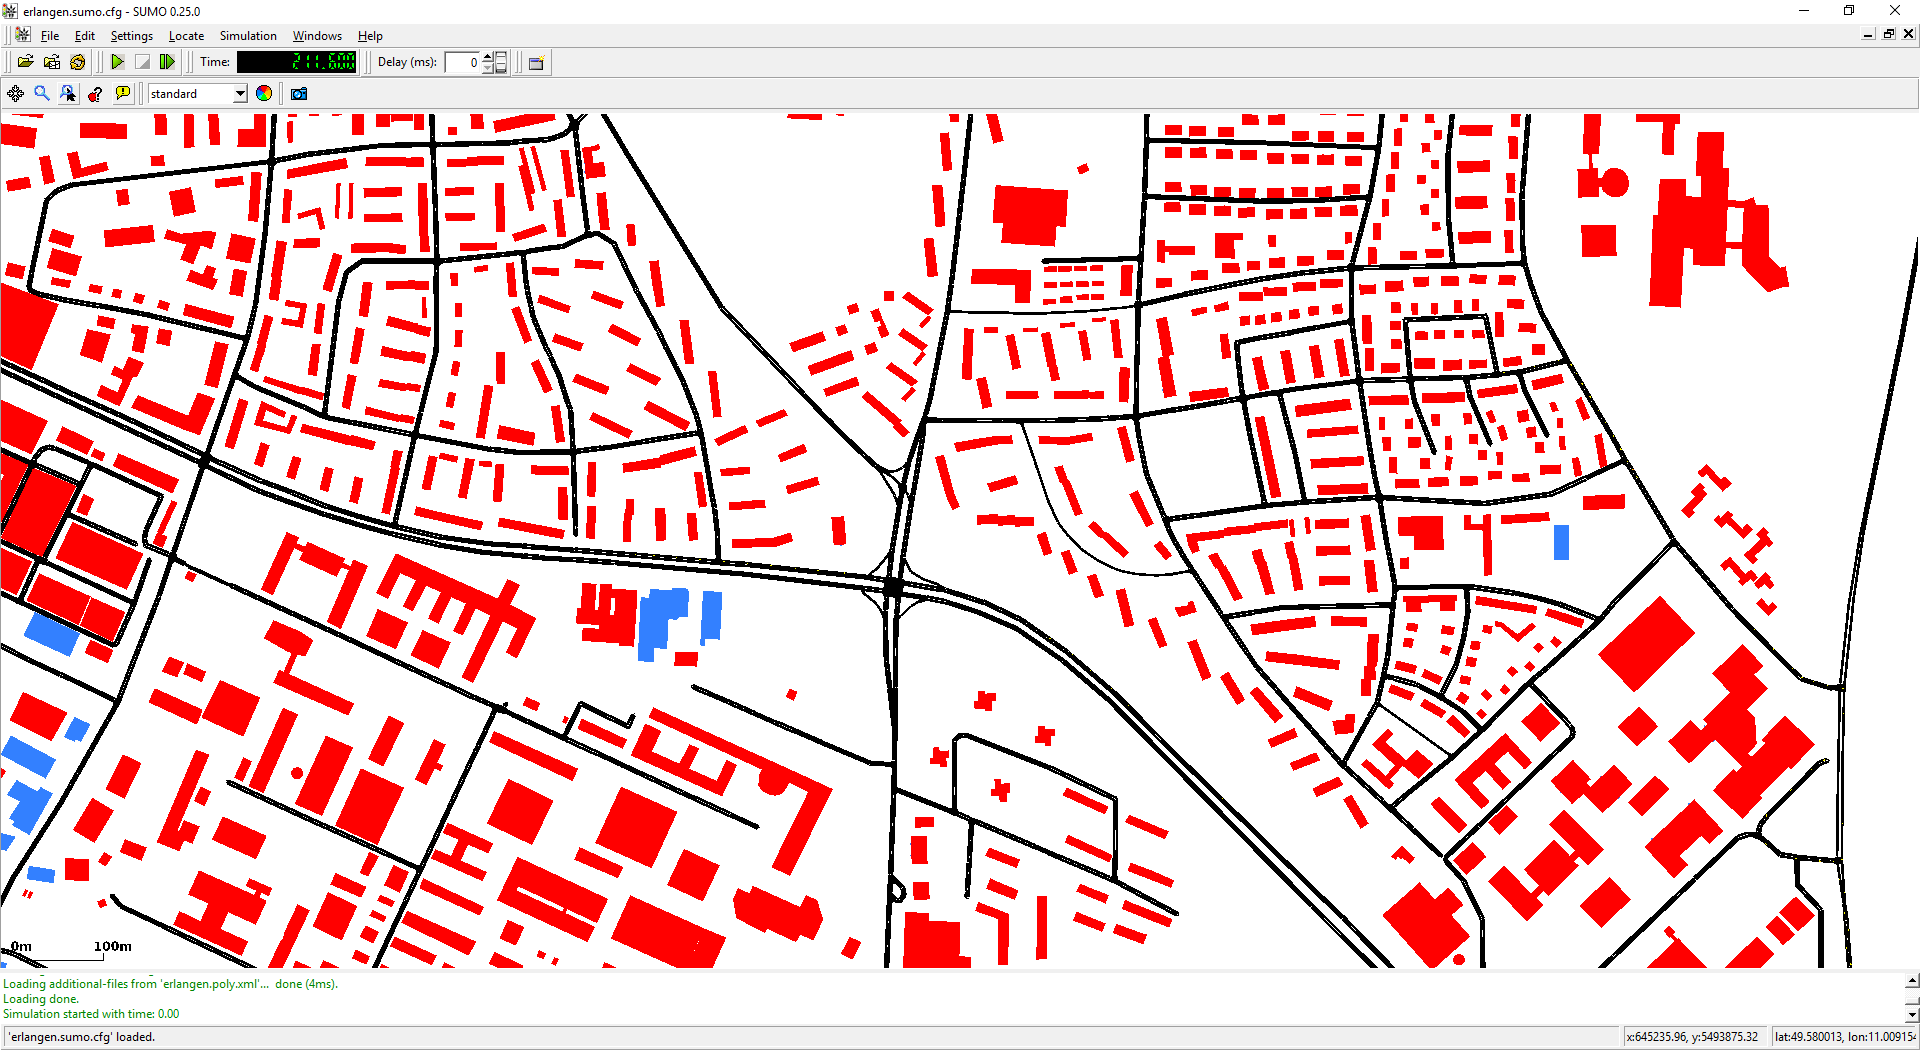 erlangen.sumo.cfg - SUMO 0.25.0
File Edit Settings Locate Simulation Windows Help
Time: 211.600 Delay (ms): 0
standard
0m 100m
Loading additional-files from 'erlangen.poly.xml'... done (4ms).
Loading done.
Simulation started with time: 0.00
'erlangen.sumo.cfg' loaded.
x:645235.96, y:5493875.32
lat:49.580013, lon:11.009154